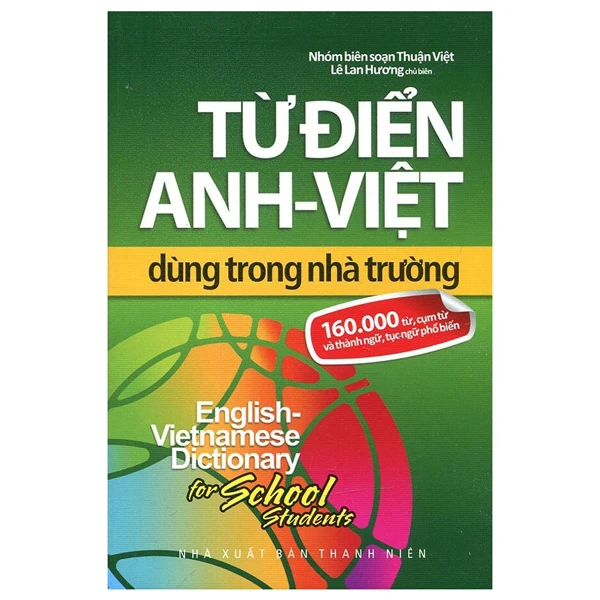 Nhóm biên soạn Thuận Việt
Lê Lan Hương chủ biên
TỪ ĐIỂN
ANH-VIỆT
dùng trong nhà trường
160.000 từ, cụm từ
và thành ngữ, tục ngữ phổ biến
English-
Vietnamese
Dictionary
for School
Students
NHÀ XUẤT BẢN THANH NIÊN